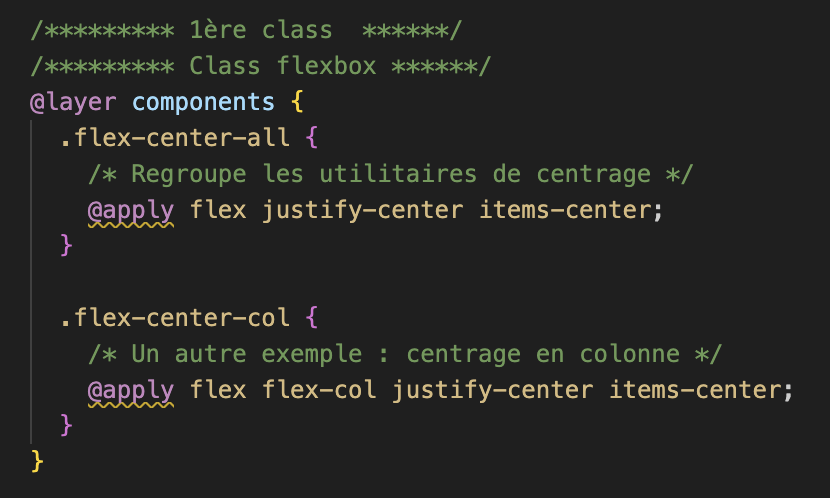 /********* 1ère class  ******/
/********* Class flexbox ******/
@layer components {
  .flex-center-all {
    /* Regroupe les utilitaires de centrage */
    @apply flex justify-center items-center;
  }

  .flex-center-col {
    /* Un autre exemple : centrage en colonne */
    @apply flex flex-col justify-center items-center;
  }
}